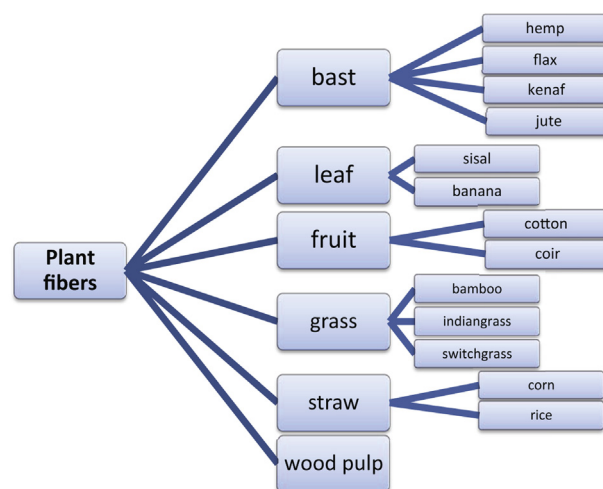 Plant
fibers
bast
hemp
flax
kenaf
jute
leaf
sisal
banana
fruit
cotton
coir
grass
bamboo
indiangrass
switchgrass
straw
corn
rice
wood pulp